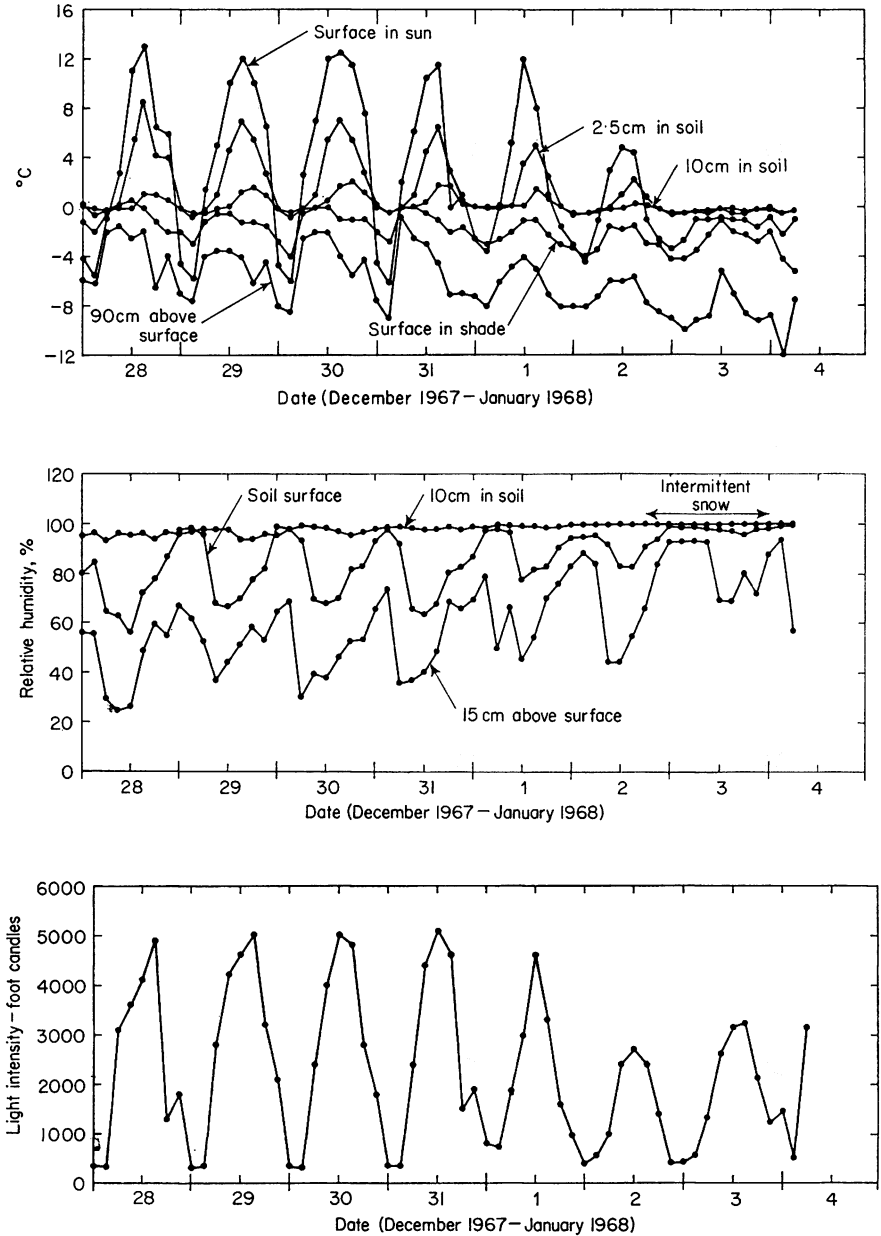 °C
16
12
8
4
0
−4
−8
−12
Surface in sun
2·5cm in soil
10cm in soil
90cm above
surface
Surface in shade
28 29 30 31 1 2 3 4
Date (December 1967−January 1968)
Relative humidity, %
120
100
80
60
40
20
0
Soil surface
10cm in soil
Intermittent
snow
15cm above surface
28 29 30 31 1 2 3 4
Date (December 1967−January 1968)
Light intensity−foot candles
6000
5000
4000
3000
2000
1000
0
28 29 30 31 1 2 3 4
Date (December 1967−January 1968)